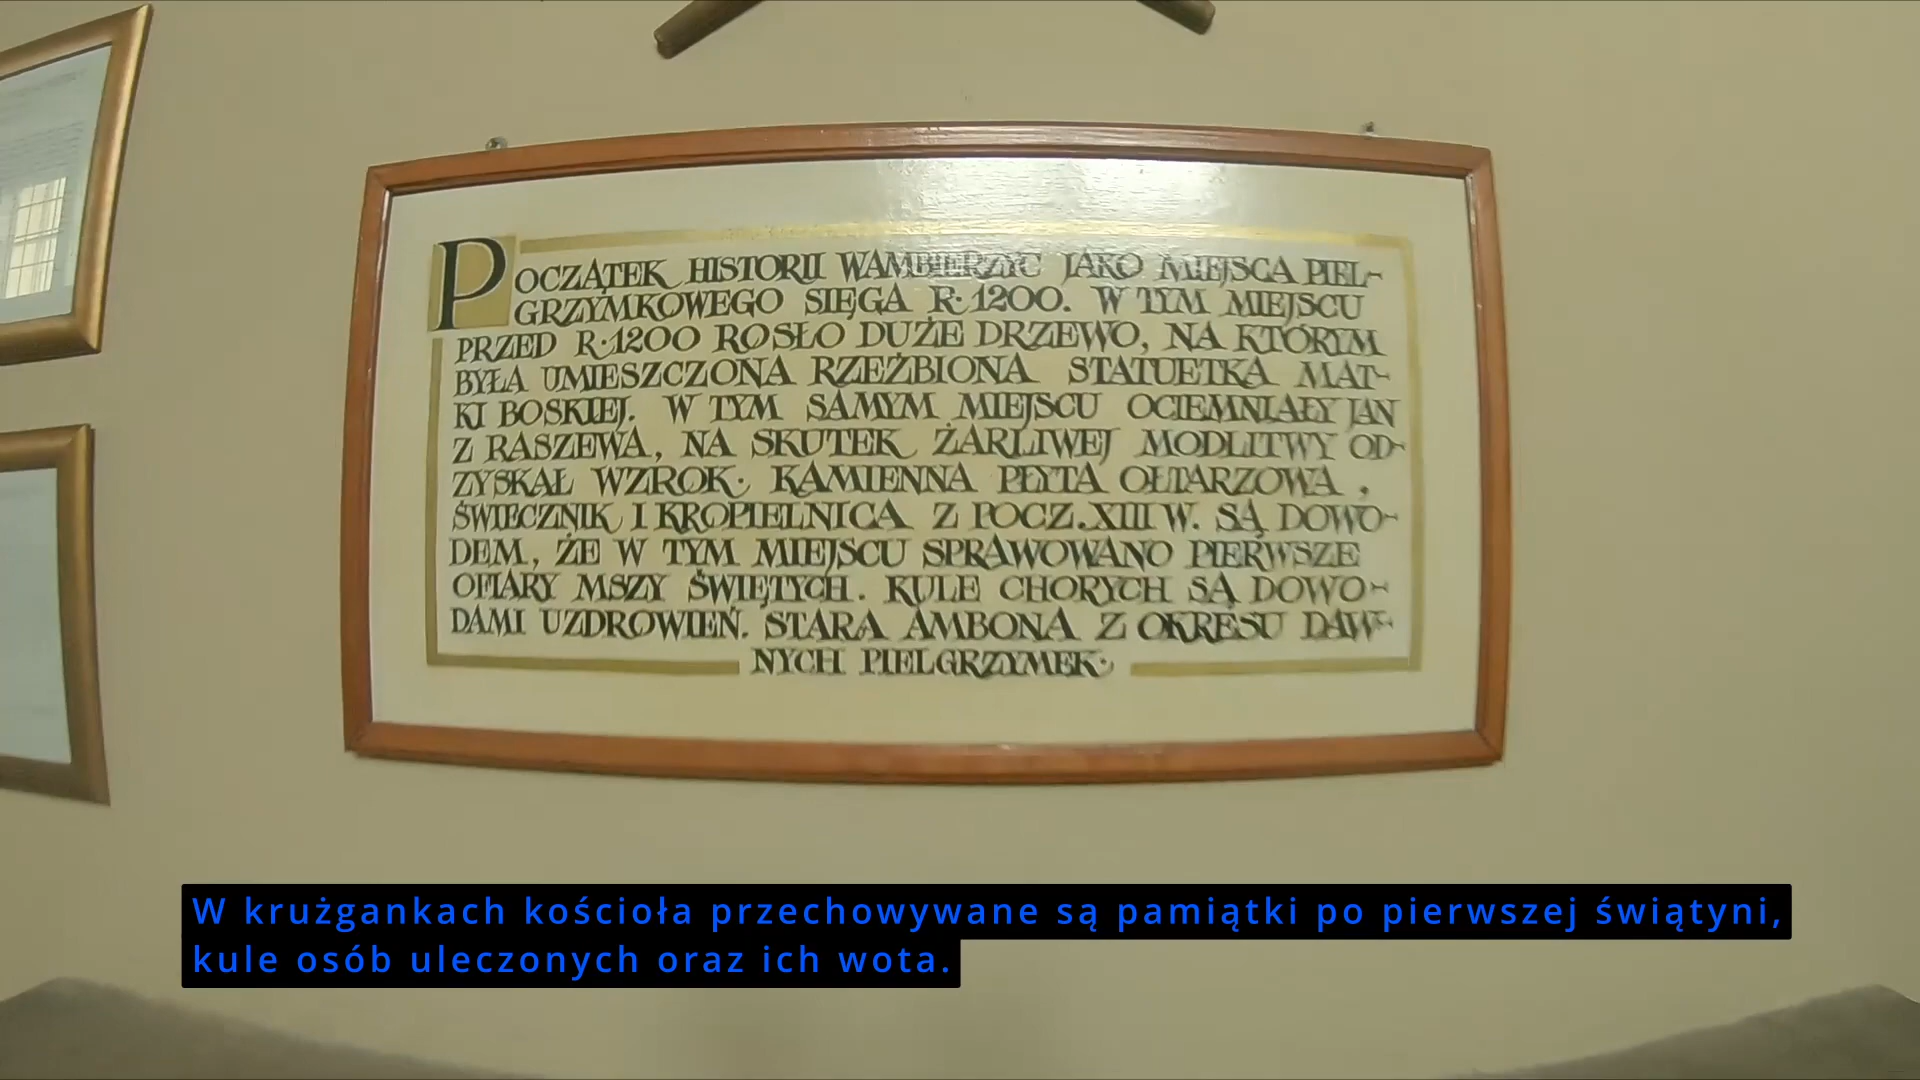 POCZĄTEK HISTORII WAMBIERZYC JAKO MIEJSCA PIEL-
GRZYMKOWEGO SIĘGA R. 1200. W TYM MIEJSCU
PRZED R. 1200 ROSŁO DUŻE DRZEWO, NA KTÓRYM
BYŁA UMIESZCZONA RZEŹBIONA STATUETKA MAT-
KI BOSKIEJ. W TYM SAMYM MIEJSCU OCIEMNIAŁY JAN
Z RASZEWA, NA SKUTEK ŻARLIWEJ MODLITWY OD-
ZYSKAŁ WZROK. KAMIENNA PŁYTA OŁTARZOWA,
ŚWIECZNIK I KROPIELNICA Z POCZ. XIII W. SĄ DOWO-
DEM, ŻE W TYM MIEJSCU SPRAWOWANO PIERWSZE
OFIARY MSZY ŚWIĘTYCH. KULE CHORYCH SĄ DOWO-
DAMI UZDROWIEŃ. STARA AMBONA Z OKRESU DAW-
NYCH PIELGRZYMEK.
W krużgankach kościoła przechowywane są pamiątki po pierwszej świątyni,
kule osób uleczonych oraz ich wota.